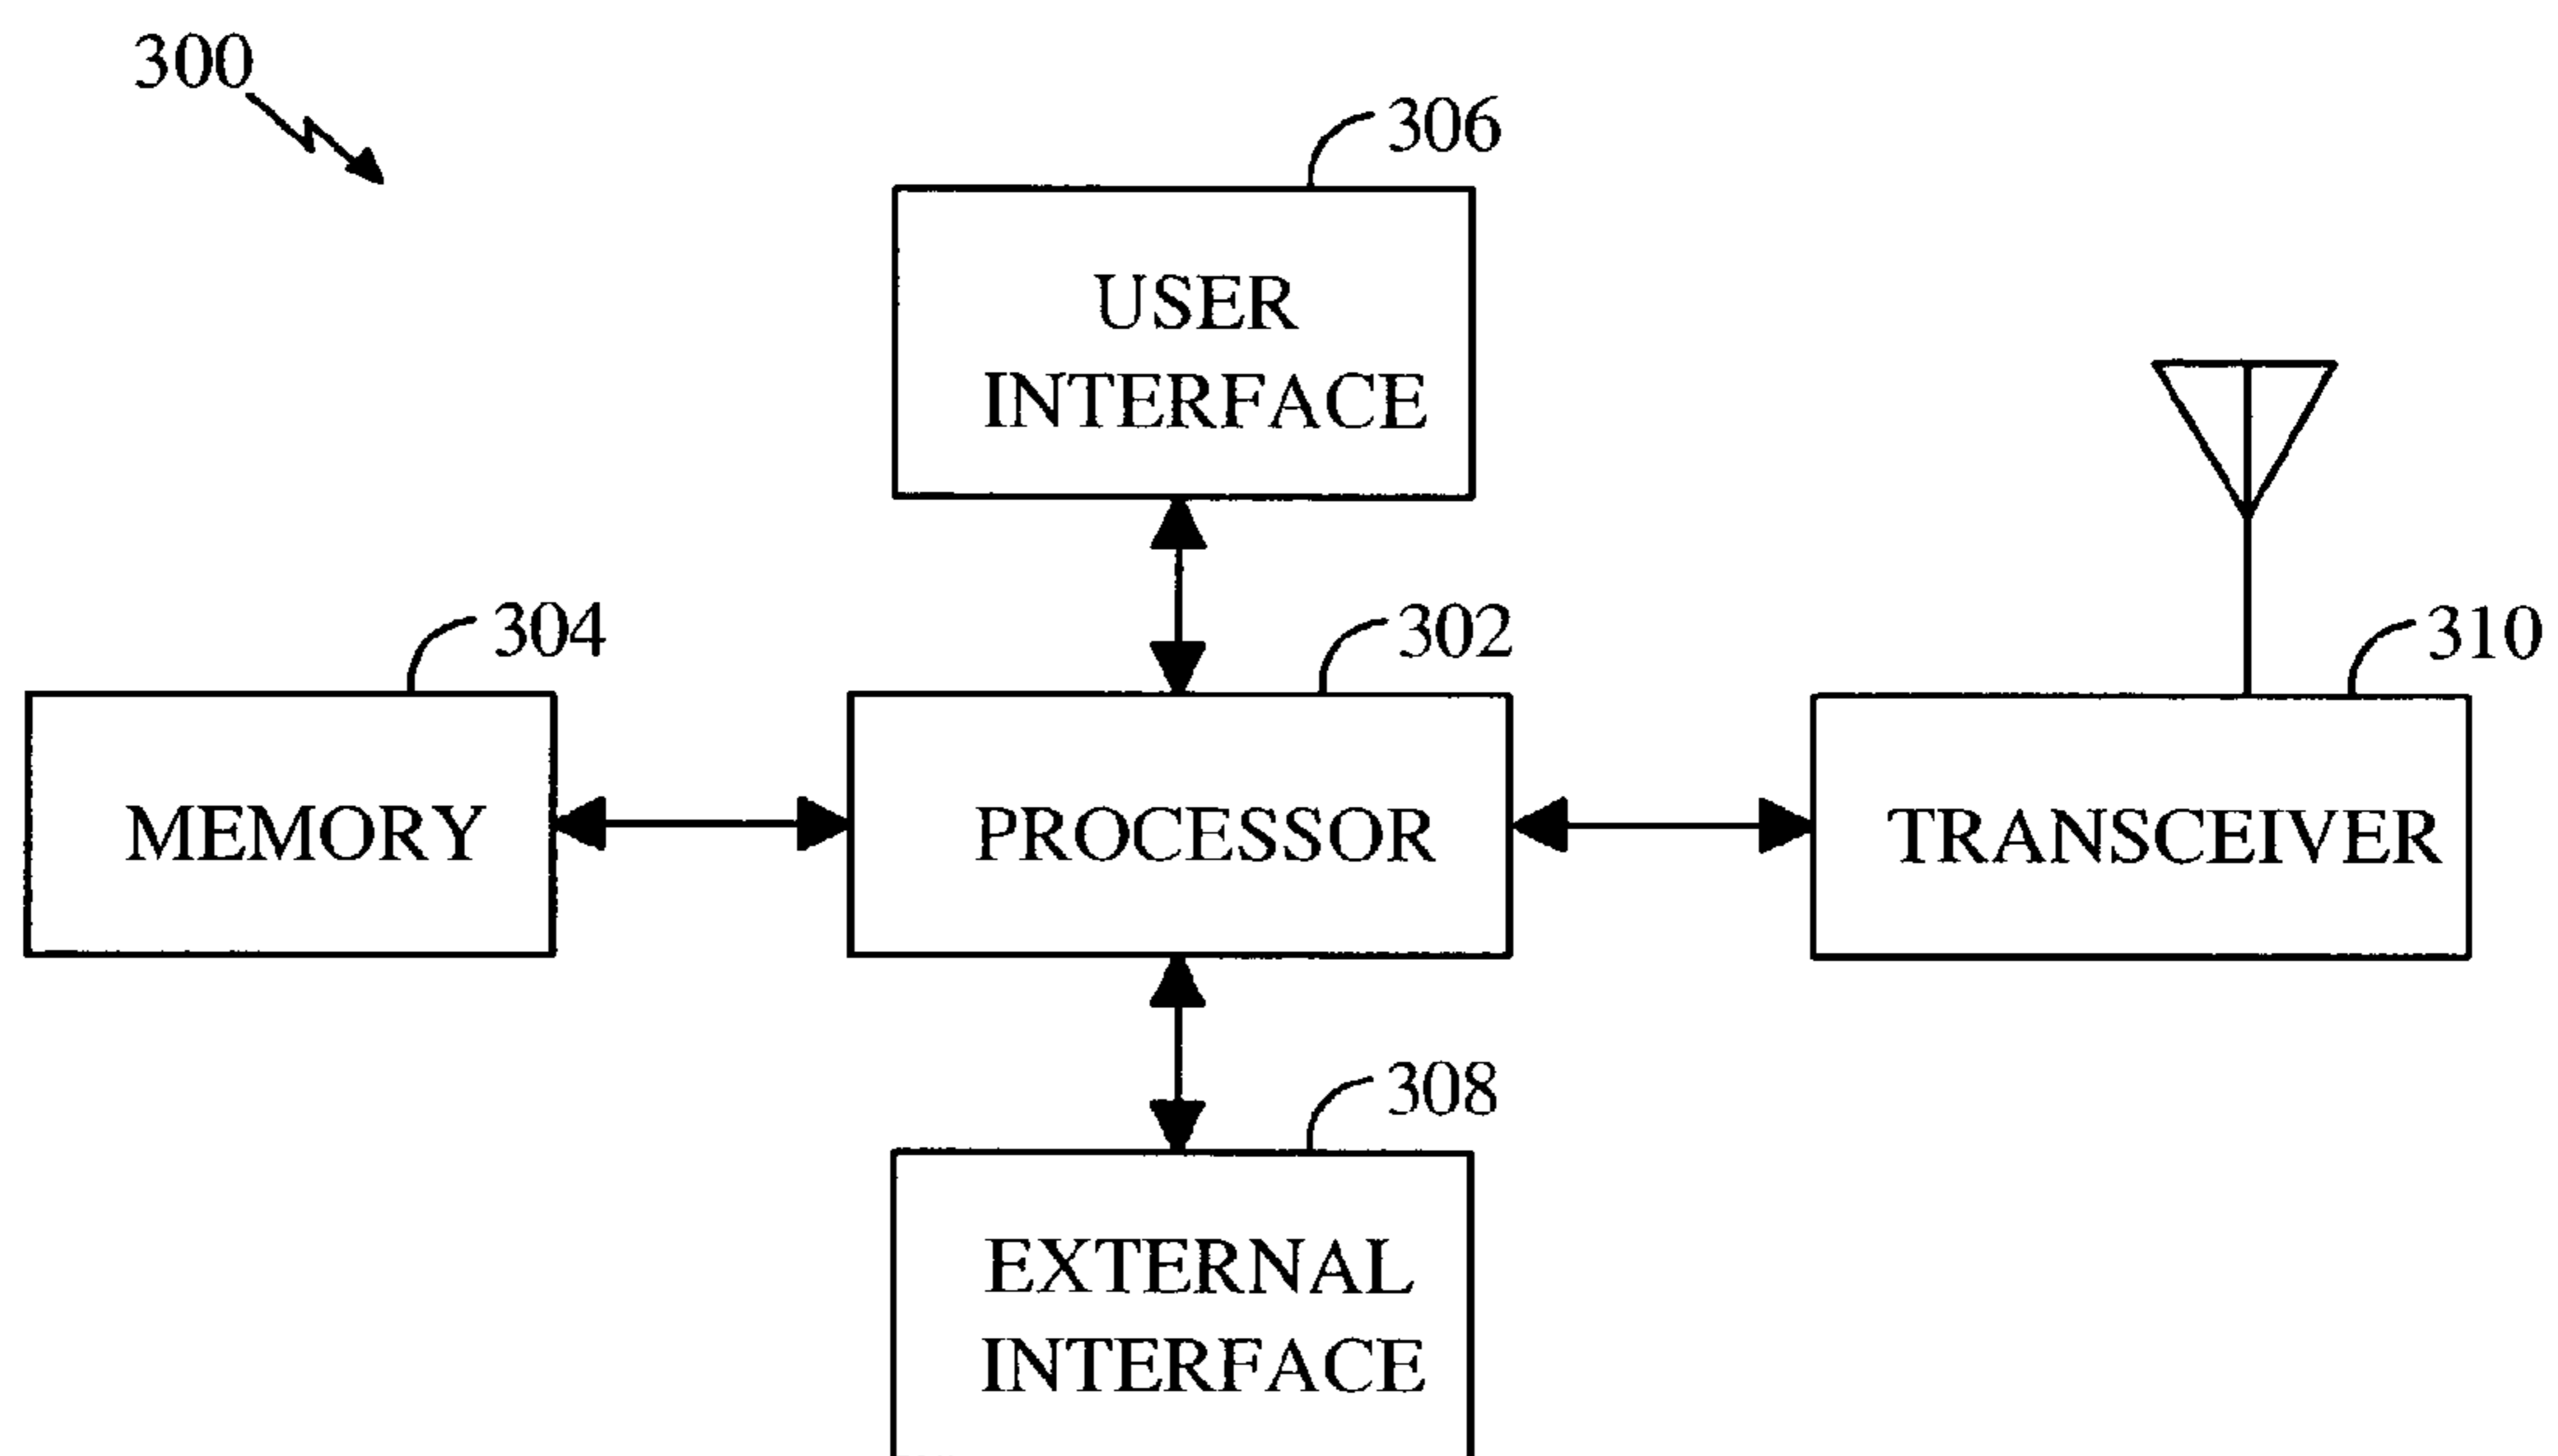 300
306
USER
INTERFACE
304
302
310
MEMORY
PROCESSOR
TRANSCEIVER
308
EXTERNAL
INTERFACE